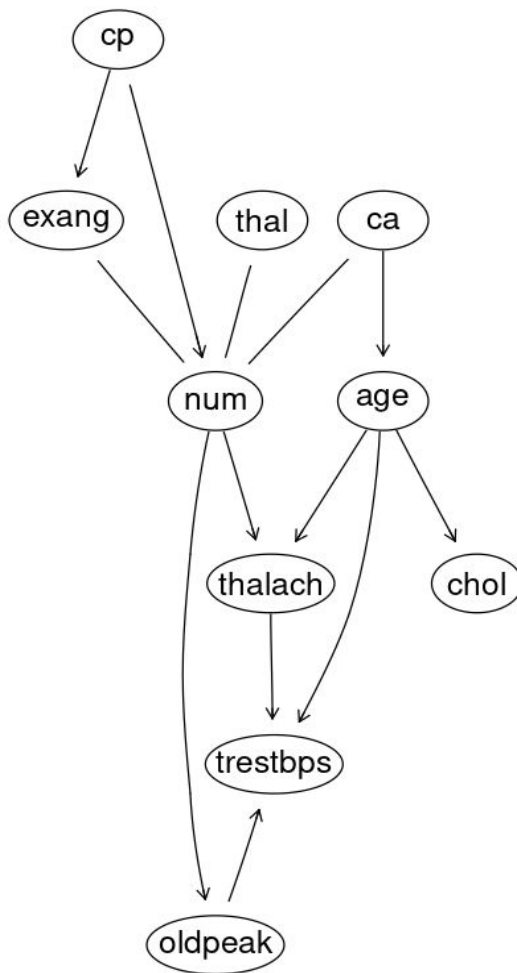 cp
exang
thal
ca
num
age
thalach
chol
trestbps
oldpeak